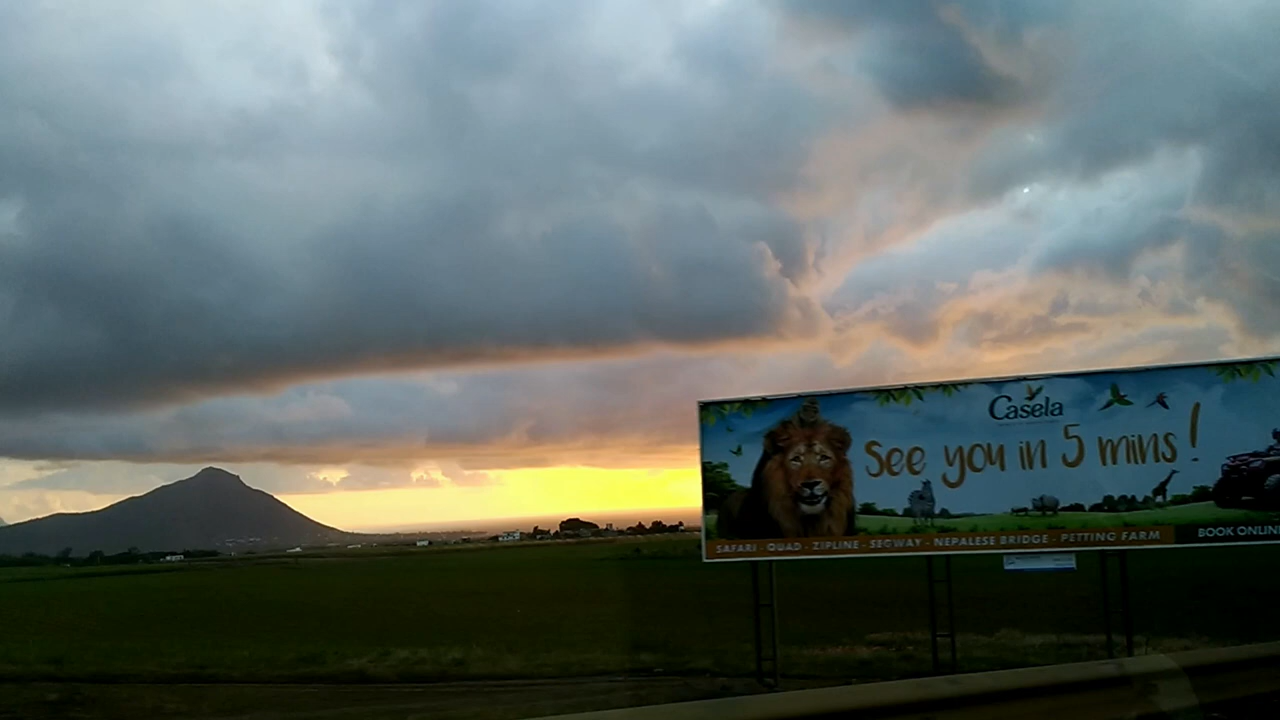 Casela
See you in 5 mins!
SAFARI - QUAD - ZIPLINE - SEGWAY - NEPALESE BRIDGE - PETTING FARM
BOOK ONLIN